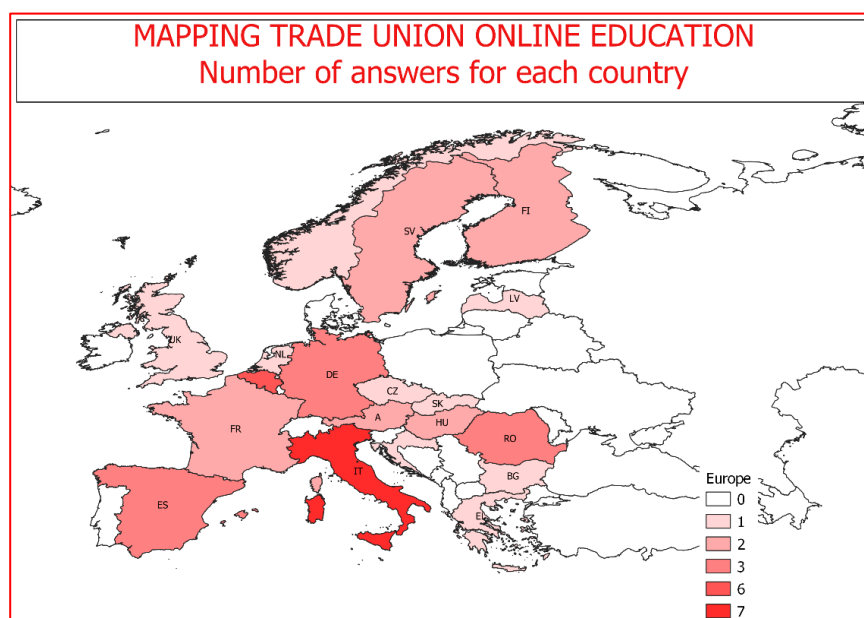 MAPPING TRADE UNION ONLINE EDUCATION
Number of answers for each country
FI
SV
LV
UK
NL
DE
CZ
SK
A
HU
FR
RO
IT
BG
ES
E
Europe
0
1
2
3
6
7